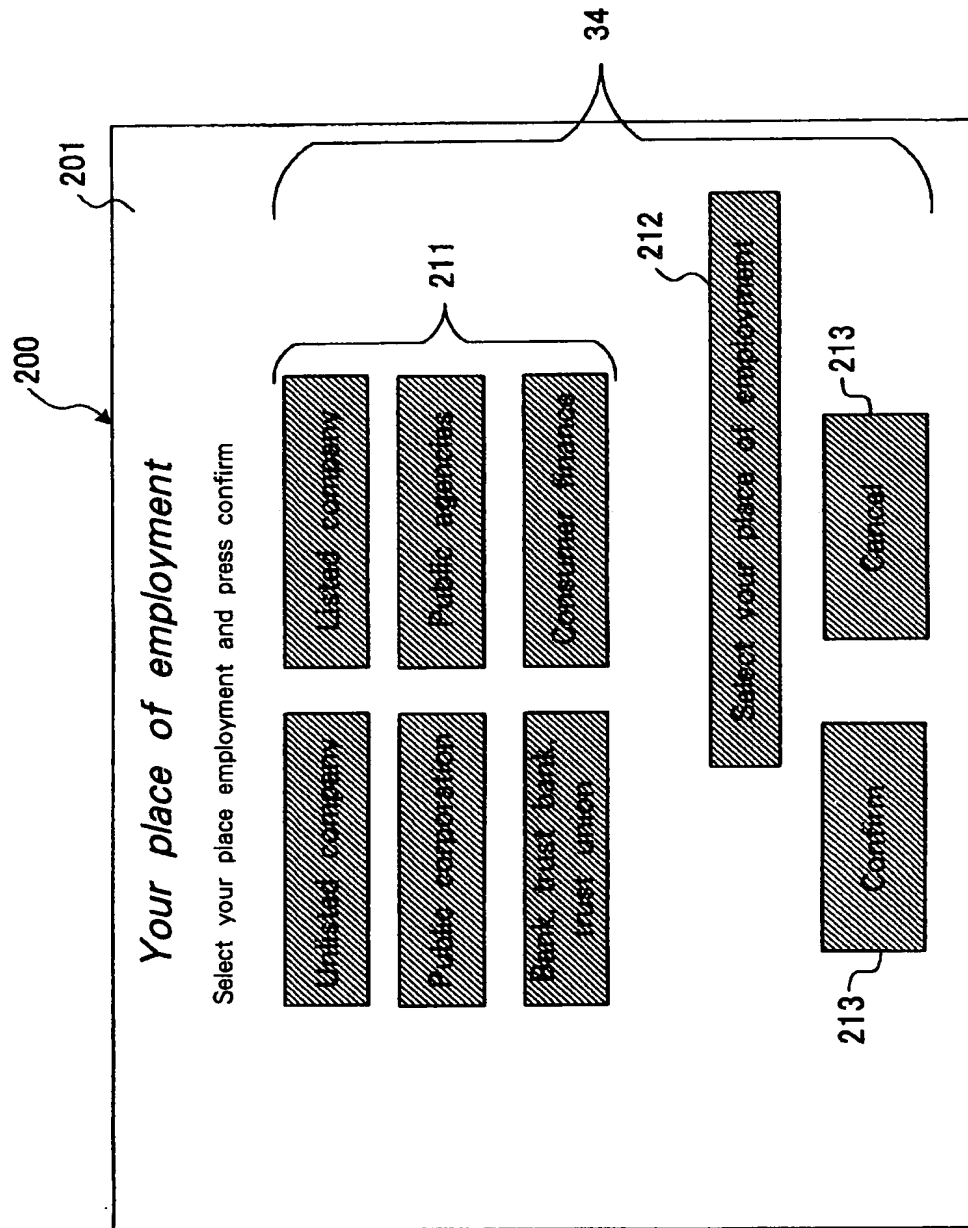 200
201
Your place of employment
Select your place employment and press confirm
Unlisted company
Listed company
Public corporation
Public agencies
211
Bank, trust bank,
trust union
Consumer finance
34
212
Select your place of employment
213
Confirm
Cancel
213